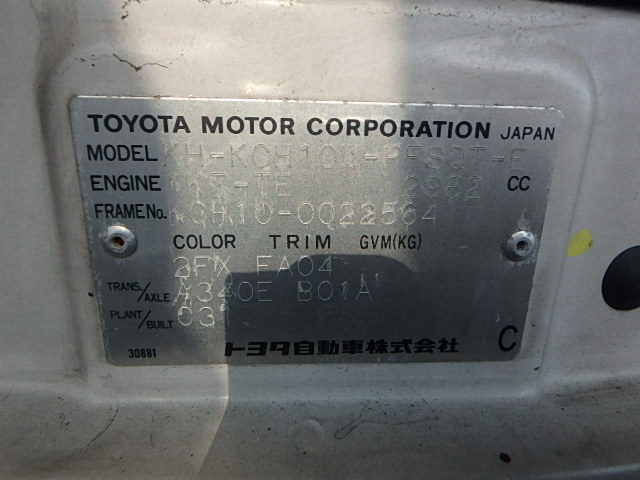 TOYOTA MOTOR CORPORATION JAPAN
MODEL KH-KCH10W-PFSQT-E
ENGINE 1KZ-TE 2982 CC
FRAME No. KCH10-0022564
COLOR TRIM GVM(KG)
2FX FA04
TRANS./AXLE A340E B01A
PLANT/BUILT 03
30881 トヨタ自動車株式会社 C